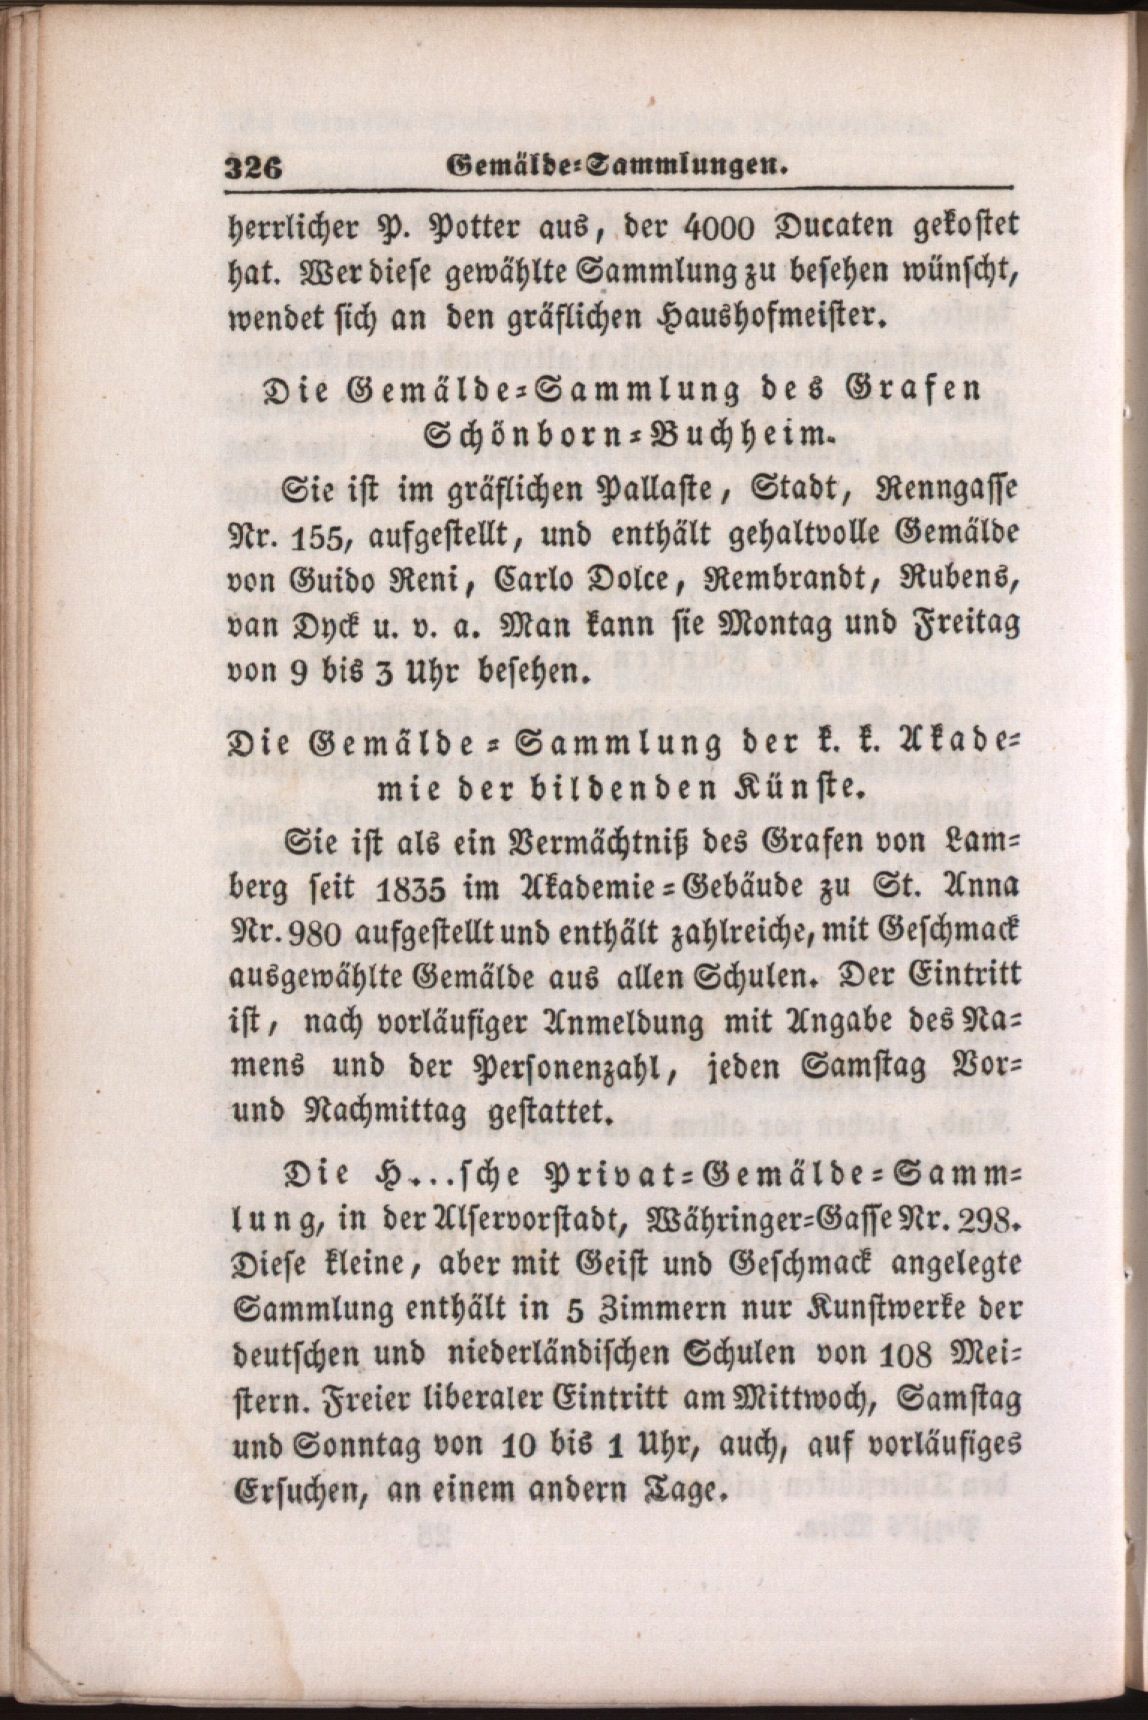 326 Gemälde-Sammlungen.
herrlicher P. Potter aus, der 4000 Ducaten gekostet
hat. Wer diese gewählte Sammlung zu besehen wünscht,
wendet sich an den gräflichen Haushofmeister.
Die Gemälde-Sammlung des Grafen
Schönborn-Buchheim.
Sie ist im gräflichen Pallaste, Stadt, Renngasse
Nr. 155, aufgestellt, und enthält gehaltvolle Gemälde
von Guido Reni, Carlo Dolce, Rembrandt, Rubens,
van Dyck u. v. a. Man kann sie Montag und Freitag
von 9 bis 3 Uhr besehen.
Die Gemälde-Sammlung der k. k. Akade-
mie der bildenden Künste.
Sie ist als ein Vermächtniß des Grafen von Lam-
berg seit 1835 im Akademie-Gebäude zu St. Anna
Nr. 980 aufgestellt und enthält zahlreiche, mit Geschmack
ausgewählte Gemälde aus allen Schulen. Der Eintritt
ist, nach vorläufiger Anmeldung mit Angabe des Na-
mens und der Personenzahl, jeden Samstag Vor-
und Nachmittag gestattet.
Die H...sche Privat-Gemälde-Samm-
lung, in der Alservorstadt, Währinger-Gasse Nr. 298.
Diese kleine, aber mit Geist und Geschmack angelegte
Sammlung enthält in 5 Zimmern nur Kunstwerke der
deutschen und niederländischen Schulen von 108 Mei-
stern. Freier liberaler Eintritt am Mittwoch, Samstag
und Sonntag von 10 bis 1 Uhr, auch, auf vorläufiges
Ersuchen, an einem andern Tage.